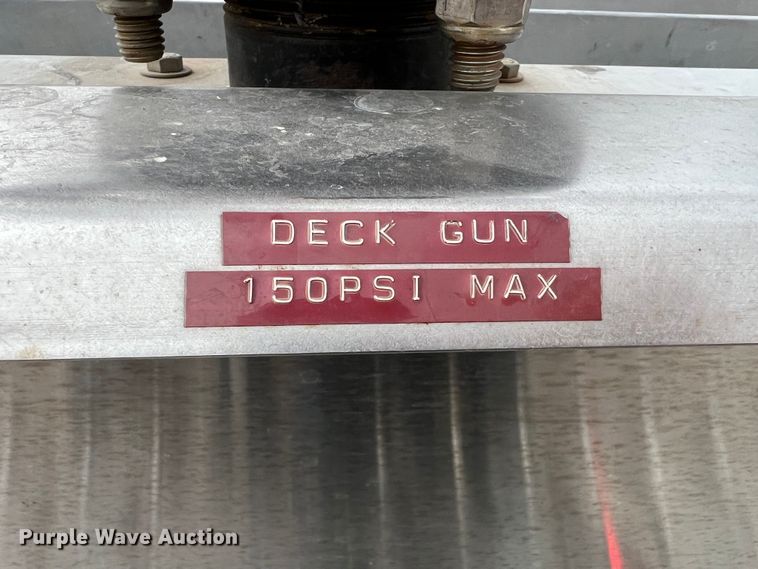 DECK GUN
150PSI MAX
Purple Wave Auction